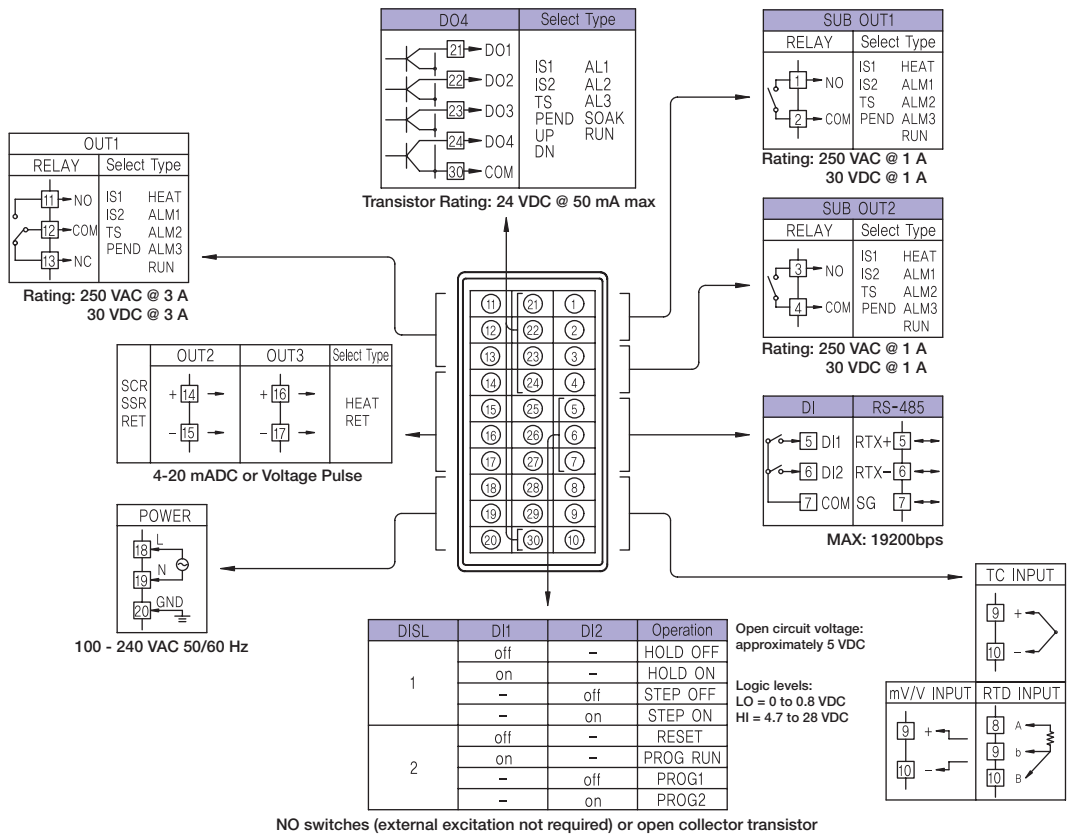 DO4 Select Type
21 DO1
22 DO2
23 DO3
24 DO4
30 COM
IS1 AL1
IS2 AL2
TS AL3
PEND SOAK
UP RUN
DN
Transistor Rating: 24 VDC @ 50 mA max
SUB OUT1
RELAY Select Type
1 NO
2 COM
IS1 HEAT
IS2 ALM1
TS ALM2
PEND ALM3
RUN
Rating: 250 VAC @ 1 A
30 VDC @ 1 A
OUT1
RELAY Select Type
11 NO
12 COM
13 NC
IS1 HEAT
IS2 ALM1
TS ALM2
PEND ALM3
RUN
Rating: 250 VAC @ 3 A
30 VDC @ 3 A
SUB OUT2
RELAY Select Type
3 NO
4 COM
IS1 HEAT
IS2 ALM1
TS ALM2
PEND ALM3
RUN
Rating: 250 VAC @ 1 A
30 VDC @ 1 A
11 21 1
12 22 2
13 23 3
14 24 4
15 25 5
16 26 6
17 27 7
18 28 8
19 29 9
20 30 10
OUT2 OUT3 Select Type
SCR
SSR
RET
+ 14 + 16
- 15 - 17
HEAT
RET
4-20 mADC or Voltage Pulse
DI RS-485
5 DI1 RTX+ 5
6 DI2 RTX- 6
7 COM SG 7
MAX: 19200bps
POWER
18 L
19 N
20 GND
100 - 240 VAC 50/60 Hz
TC INPUT
9 +
10 -
mV/V INPUT RTD INPUT
9 + 8 A
10 - 9 b
10 B
DISL DI1 DI2 Operation
1 off – HOLD OFF
on – HOLD ON
– off STEP OFF
– on STEP ON
2 off – RESET
on – PROG RUN
– off PROG1
– on PROG2
Open circuit voltage:
approximately 5 VDC
Logic levels:
LO = 0 to 0.8 VDC
HI = 4.7 to 28 VDC
NO switches (external excitation not required) or open collector transistor